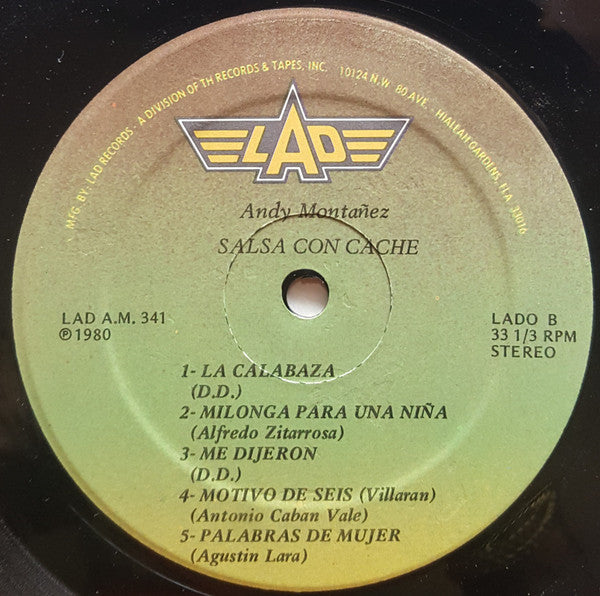 MFG. BY: LAD RECORDS - A DIVISION OF TH RECORDS & TAPES, INC. 10124 N.W 80 AVE. - HIALEAH GARDENS, FLA. 33016
LAD
Andy Montañez
SALSA CON CACHE
LAD A.M. 341
℗1980
LADO B
33 1/3 RPM
STEREO
1- LA CALABAZA
(D.D.)
2- MILONGA PARA UNA NIÑA
(Alfredo Zitarrosa)
3- ME DIJERON
(D.D.)
4- MOTIVO DE SEIS (Villaran)
(Antonio Caban Vale)
5- PALABRAS DE MUJER
(Agustin Lara)